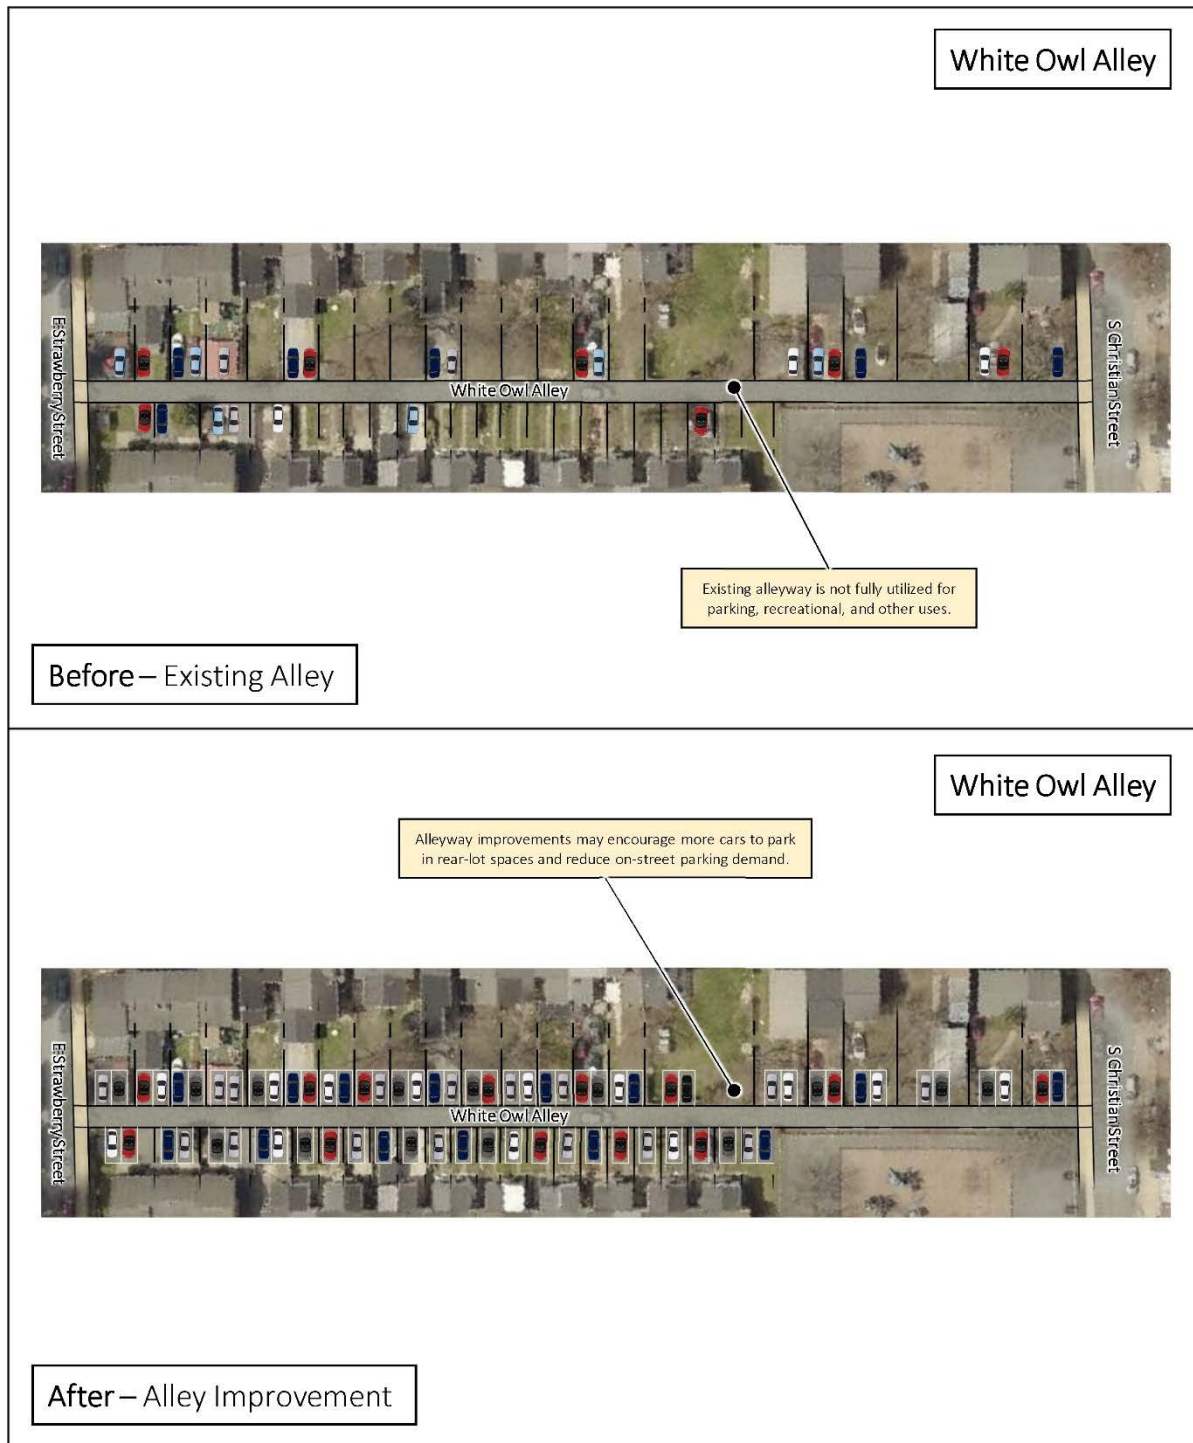 White Owl Alley
E Strawberry Street
White Owl Alley
S Christian Street
Existing alleyway is not fully utilized for
parking, recreational, and other uses.
Before – Existing Alley
White Owl Alley
Alleyway improvements may encourage more cars to park
in rear-lot spaces and reduce on-street parking demand.
E Strawberry Street
White Owl Alley
S Christian Street
After – Alley Improvement